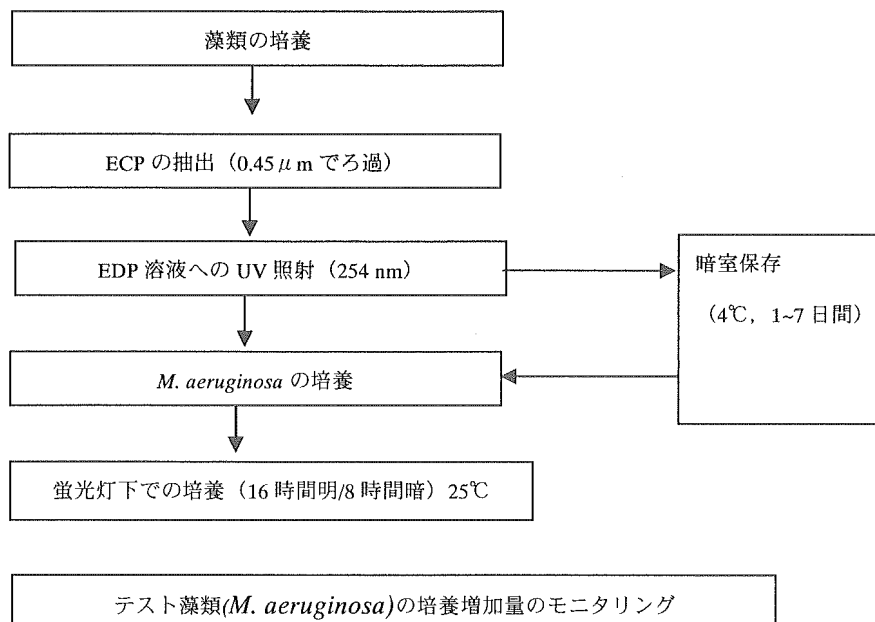 藻類の培養
ECP の抽出（0.45μm でろ過）
EDP 溶液への UV 照射（254 nm）
暗室保存
（4℃，1~7 日間）
M. aeruginosa の培養
蛍光灯下での培養（16 時間明/8 時間暗）25℃
テスト藻類(M. aeruginosa)の培養増加量のモニタリング